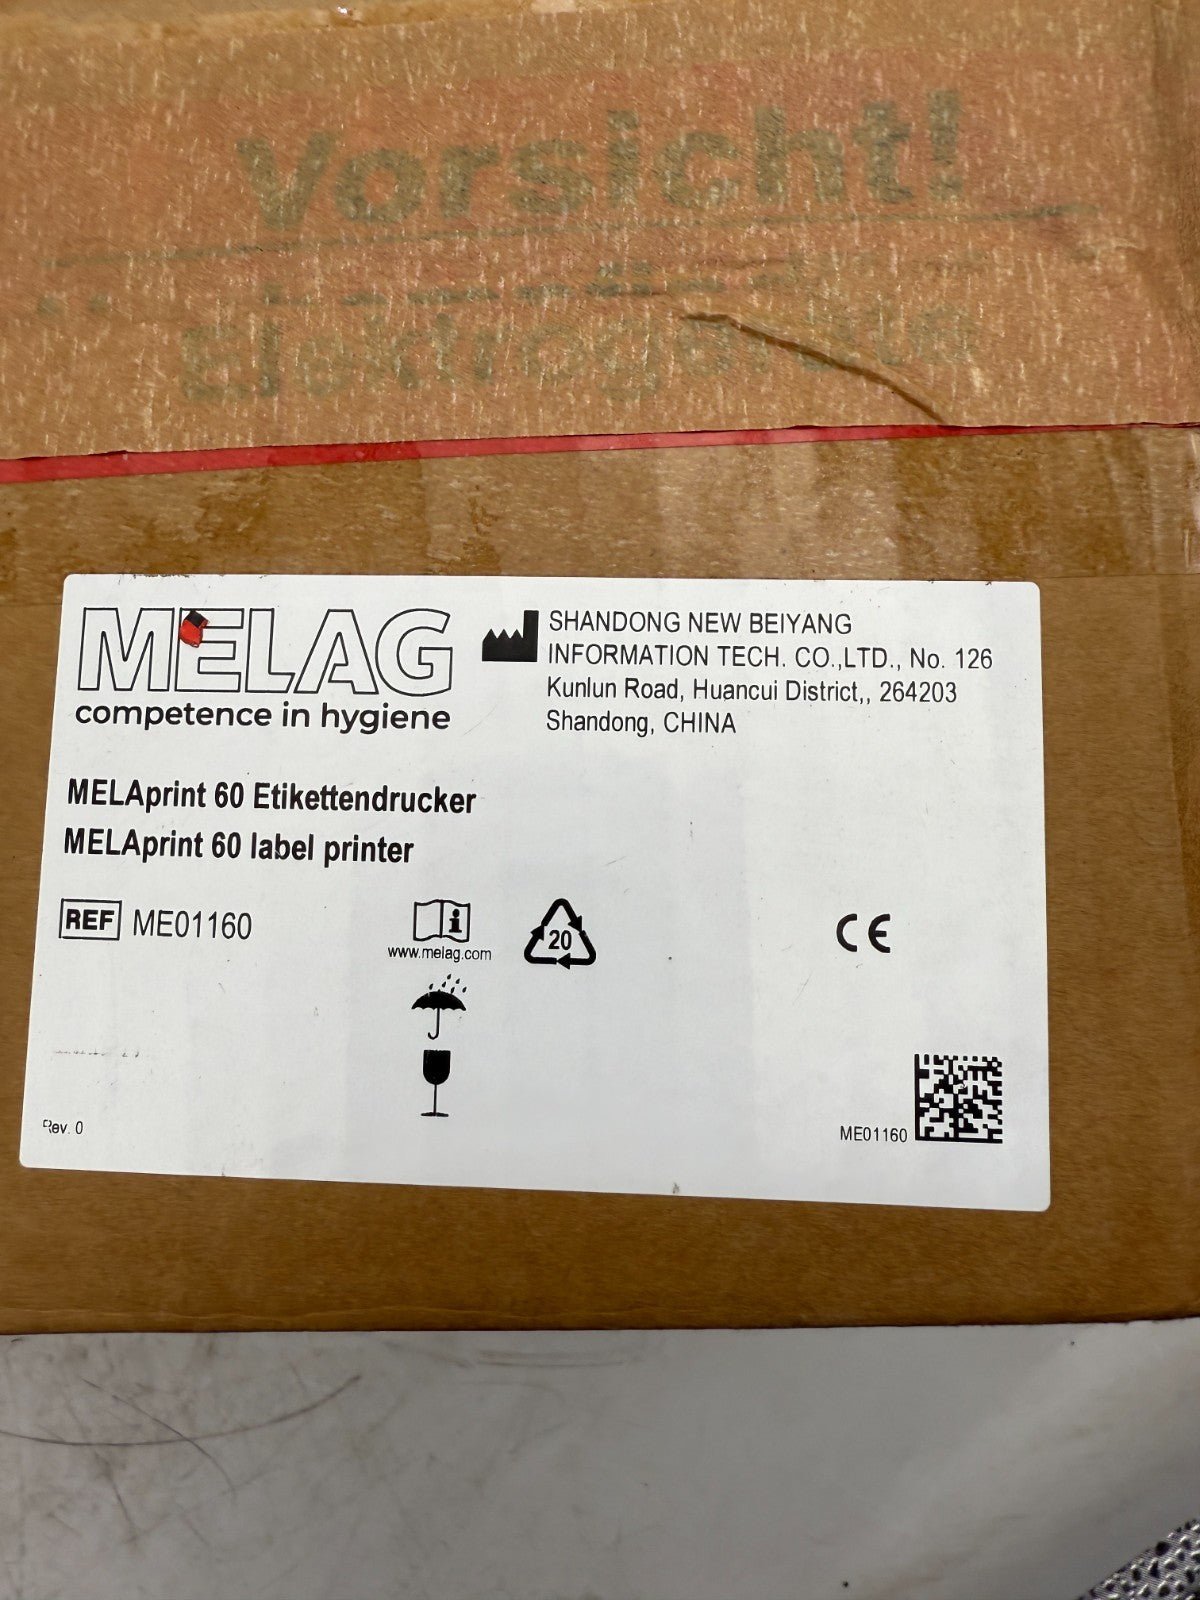 Vorsicht!
Elektrogeräte
MELAG
competence in hygiene
SHANDONG NEW BEIYANG
INFORMATION TECH. CO.,LTD., No. 126
Kunlun Road, Huancui District,, 264203
Shandong, CHINA
MELAprint 60 Etikettendrucker
MELAprint 60 label printer
REF ME01160
www.melag.com
20
CE
Rev. 0
ME01160